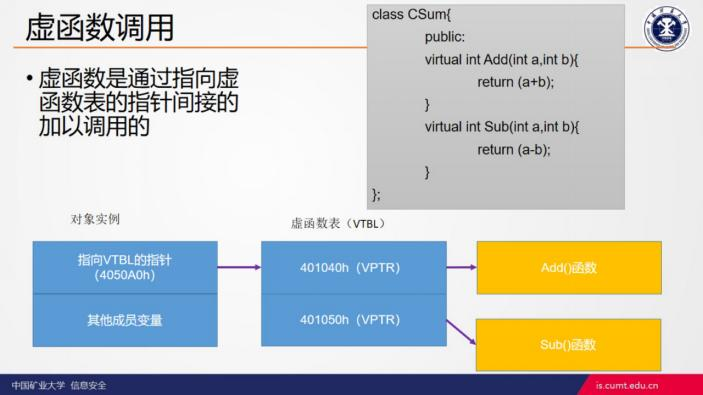 虚函数调用
• 虚函数是通过指向虚
函数表的指针间接的
加以调用的
class CSum{
public:
virtual int Add(int a,int b){
return (a+b);
}
virtual int Sub(int a,int b){
return (a-b);
}
};
对象实例
虚函数表（VTBL）
指向VTBL的指针
（4050A0h）
401040h（VPTR）
Add()函数
其他成员变量
401050h（VPTR）
Sub()函数
中国矿业大学 信息安全
is.cumt.edu.cn